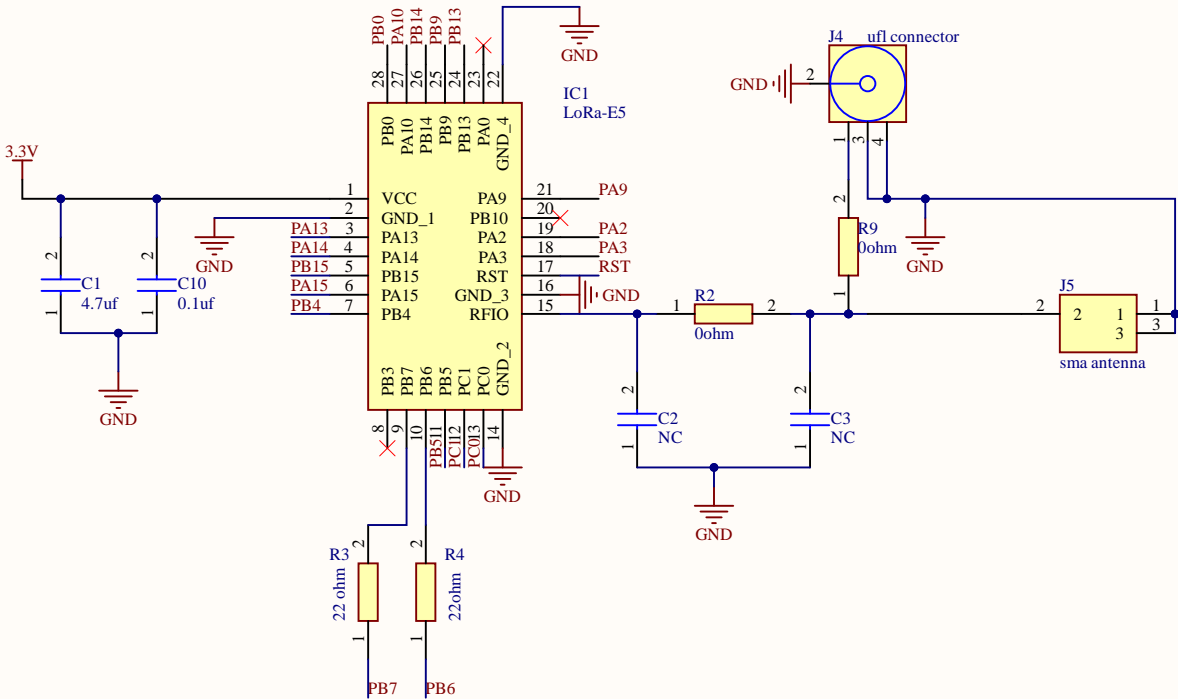 PB0
PA10
PB14
PB9
PB13
28
27
26
25
24
23
22
GND
IC1
LoRa-E5
PB0
PA10
PB14
PB9
PB13
PA0
GND_4
J4
ufl connector
GND
2
1
3
4
3.3V
1
VCC
2
GND_1
PA13
3
PA13
PA14
4
PA14
PB15
5
PB15
PA15
6
PA15
PB4
7
PB4
PA9
21
PA9
PB10
20
PA2
19
PA2
PA3
18
PA3
RST
17
RST
GND_3
16
GND
RFIO
15
GND
2
C1
4.7uf
1
2
C10
0.1uf
1
GND
2
R9
0ohm
1
GND
1
R2
2
0ohm
J5
2
2
1
1
3
3
sma antenna
PB3
PB7
PB6
PB5
PC1
PC0
GND_2
8
9
10
11
12
13
14
PB5
PC1
PC0
GND
2
C2
NC
1
2
C3
NC
1
GND
R3
2
22 ohm
1
PB7
2
R4
22ohm
1
PB6